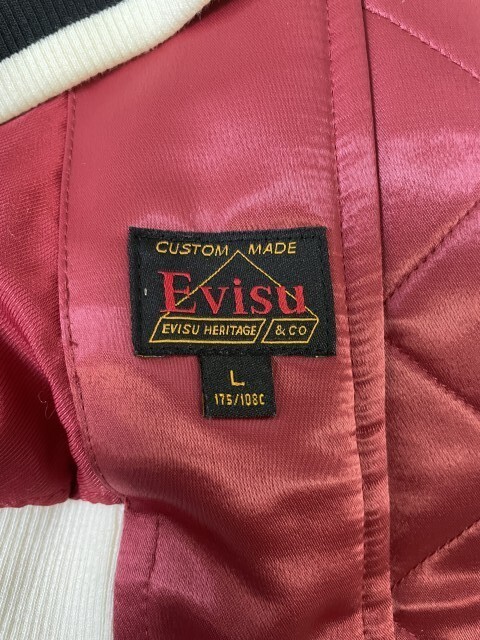 CUSTOM MADE
Evisu
EVISU HERITAGE & CO
L
175/108C